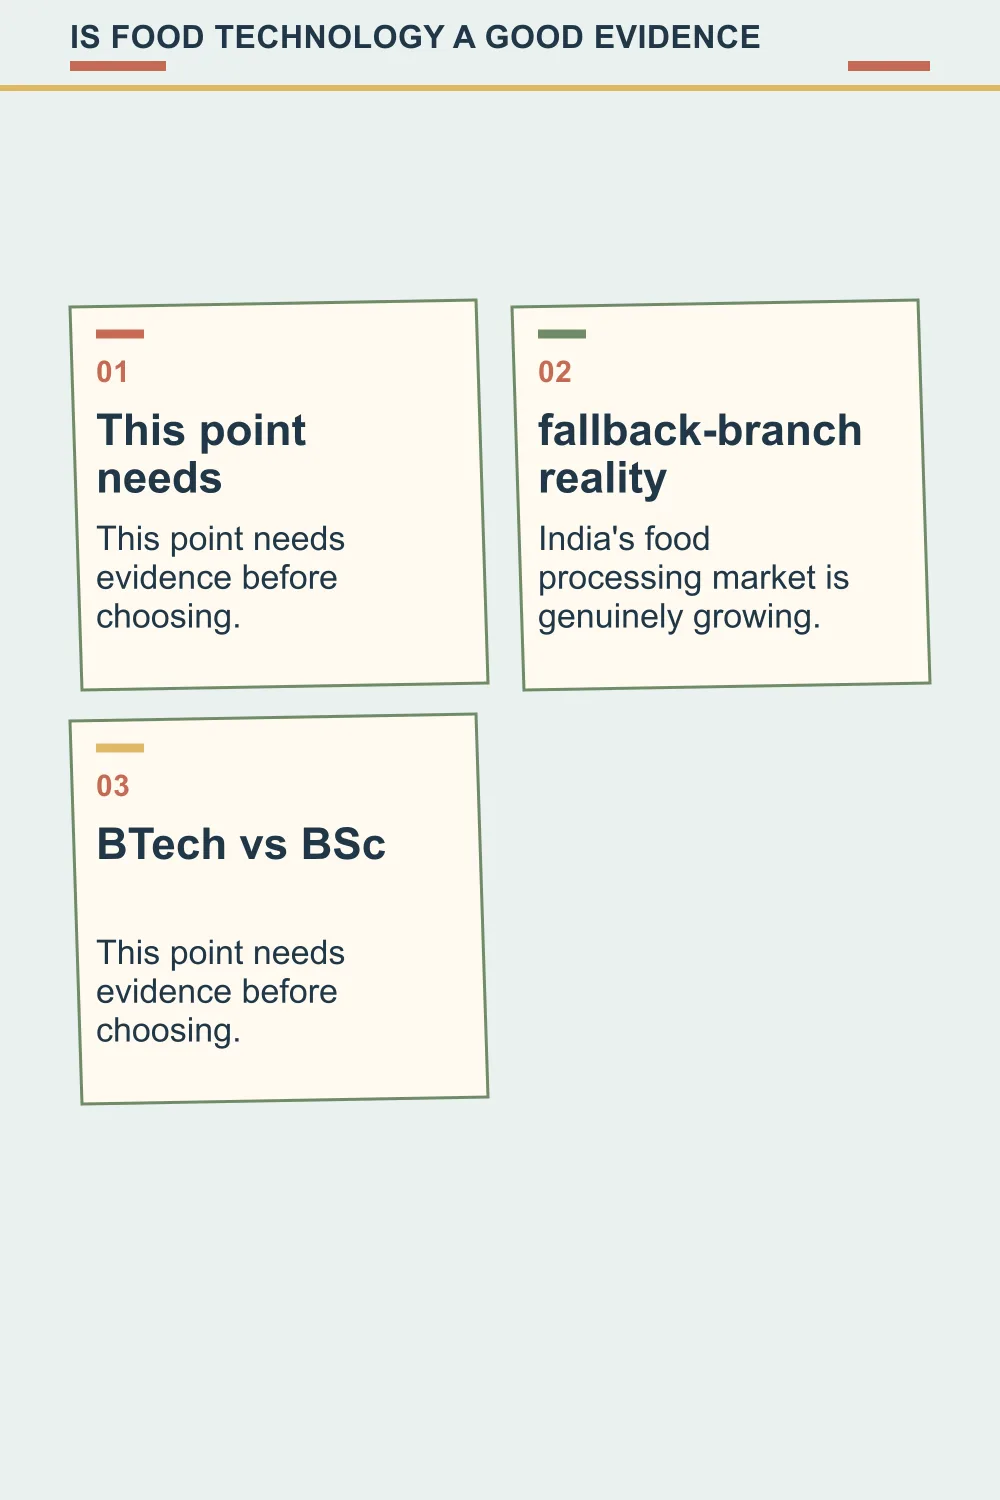 IS FOOD TECHNOLOGY A GOOD EVIDENCE
01
This point
needs
This point needs
evidence before
choosing.
02
fallback-branch
reality
India's food
processing market is
genuinely growing.
03
BTech vs BSc
This point needs
evidence before
choosing.